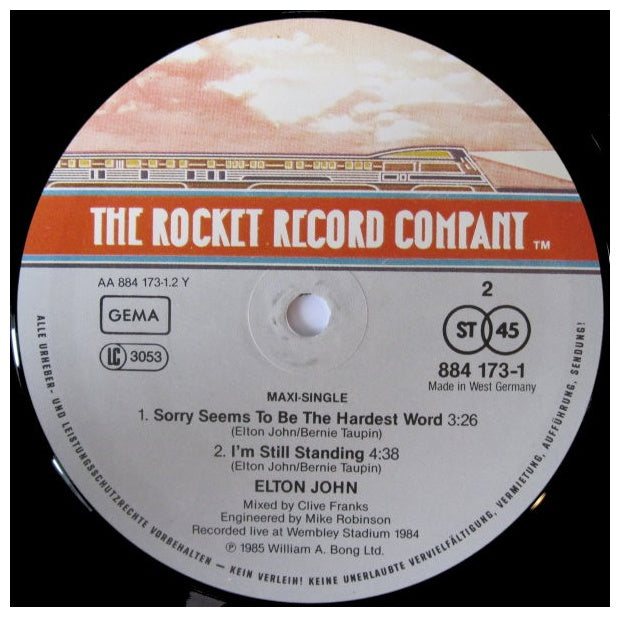 THE ROCKET RECORD COMPANY TM
AA 884 173-1.2 Y
GEMA
LC 3053
2
ST 45
884 173-1
Made in West Germany
MAXI-SINGLE
1. Sorry Seems To Be The Hardest Word 3:26
(Elton John/Bernie Taupin)
2. I'm Still Standing 4:38
(Elton John/Bernie Taupin)
ELTON JOHN
Mixed by Clive Franks
Engineered by Mike Robinson
Recorded live at Wembley Stadium 1984
℗ 1985 William A. Bong Ltd.
ALLE URHEBER- UND LEISTUNGSSCHUTZRECHTE VORBEHALTEN – KEIN VERLEIH! KEINE UNERLAUBTE VERVIELFÄLTIGUNG, VERMIETUNG, AUFFÜHRUNG, SENDUNG!